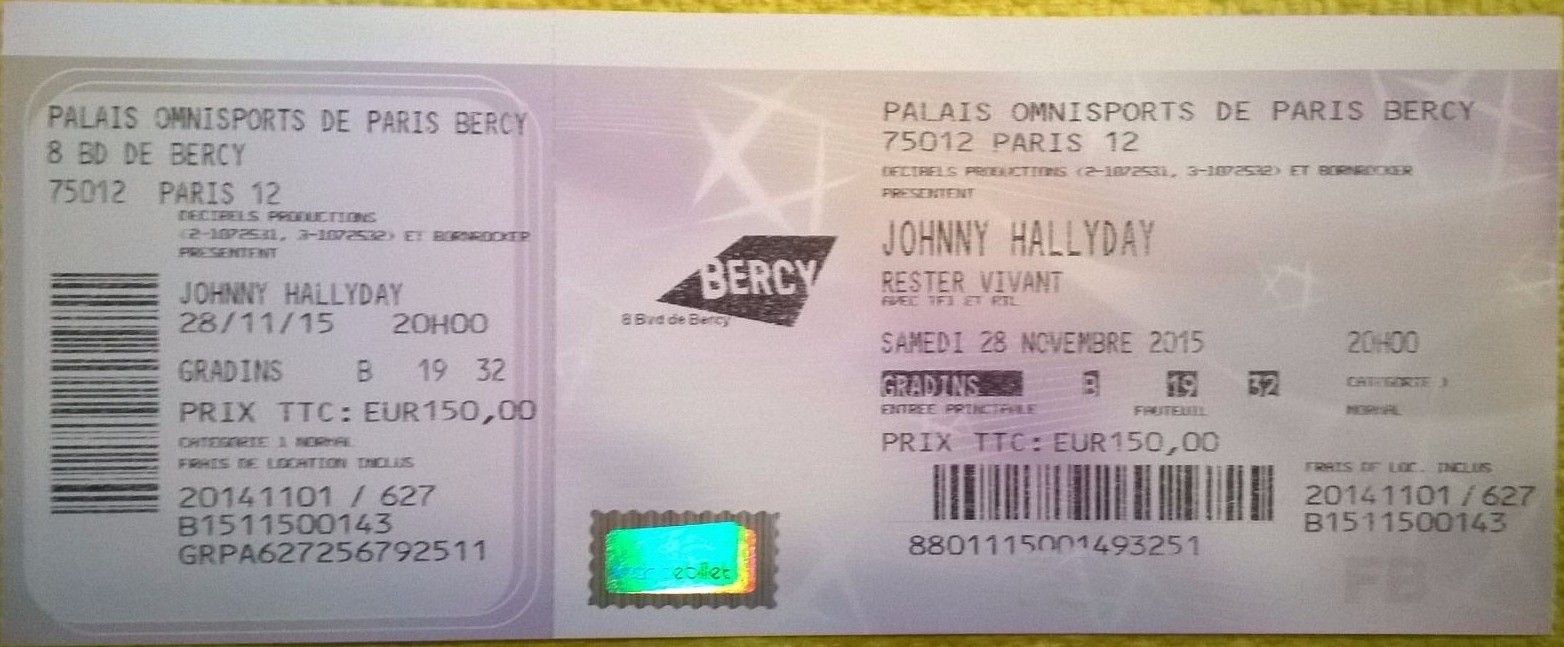 PALAIS OMNISPORTS DE PARIS BERCY
8 BD DE BERCY
75012 PARIS 12
DECIBELS PRODUCTIONS
(2-1072531, 3-1072532) ET BORNROCKER
PRESENTENT
JOHNNY HALLYDAY
28/11/15 20H00
GRADINS B 19 32
PRIX TTC: EUR150,00
CATEGORIE 1 NORMAL
FRAIS DE LOCATION INCLUS
20141101 / 627
B1511500143
GRPA627256792511
BERCY
8 Bvd de Bercy
PALAIS OMNISPORTS DE PARIS BERCY
75012 PARIS 12
DECIBELS PRODUCTIONS (2-1072531, 3-1072532) ET BORNROCKER
PRESENTENT
JOHNNY HALLYDAY
RESTER VIVANT
AVEC TF1 ET RTL
SAMEDI 28 NOVEMBRE 2015 20H00
GRADINS B 19 32 CATEGORIE 1
ENTREE PRINCIPALE FAUTEUIL NORMAL
PRIX TTC: EUR150,00
FRAIS DE LOC. INCLUS
20141101 / 627
B1511500143
8801115001493251